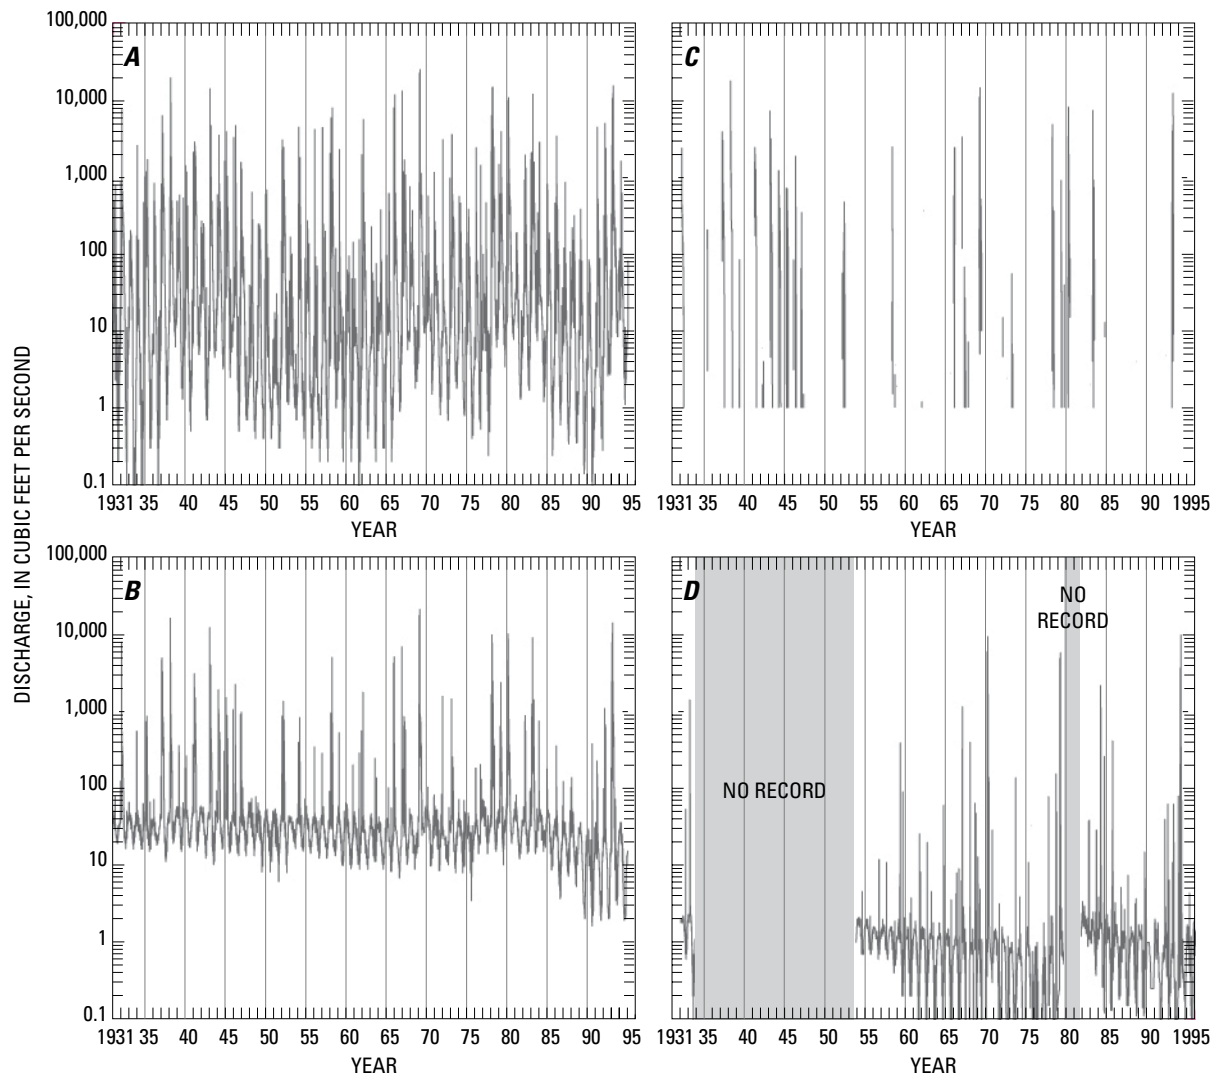 DISCHARGE, IN CUBIC FEET PER SECOND
A
100,000
10,000
1,000
100
10
1
0.1
1931 35 40 45 50 55 60 65 70 75 80 85 90 95
YEAR
C
1931 35 40 45 50 55 60 65 70 75 80 85 90 1995
YEAR
B
100,000
10,000
1,000
100
10
1
0.1
1931 35 40 45 50 55 60 65 70 75 80 85 90 95
YEAR
D
NO RECORD
NO
RECORD
1931 35 40 45 50 55 60 65 70 75 80 85 90 1995
YEAR